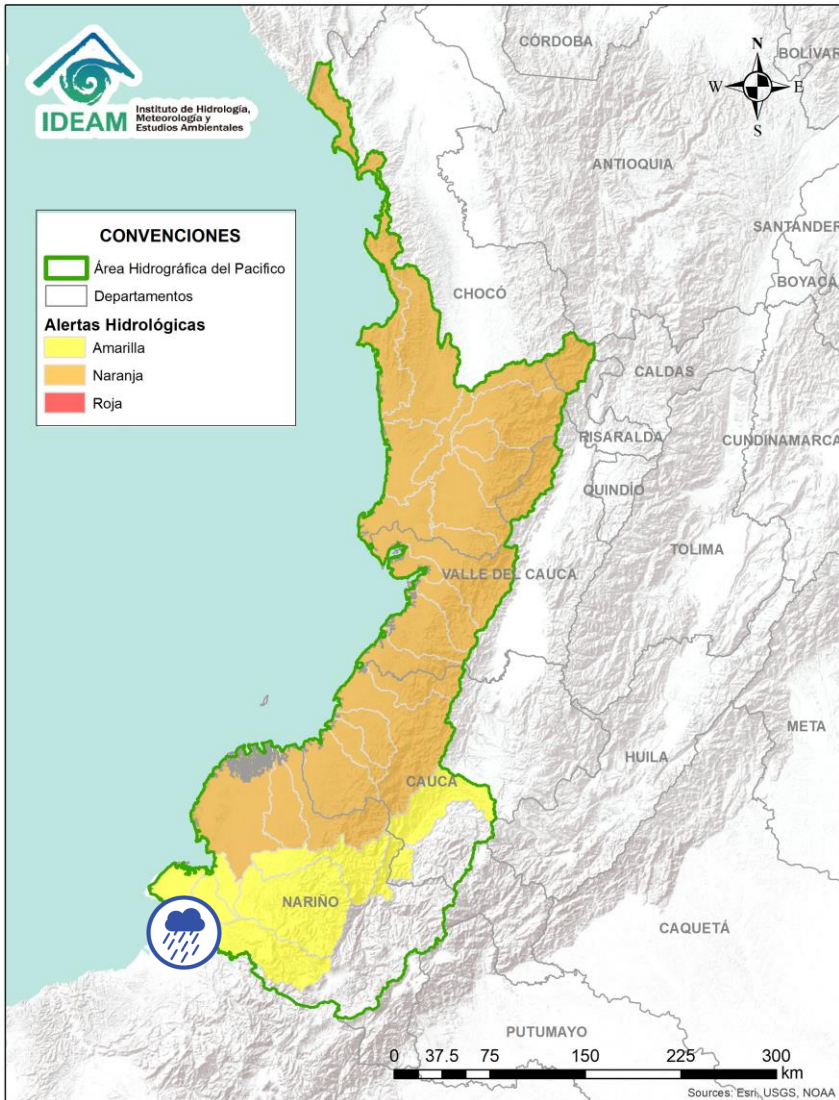 IDEAM
Instituto de Hidrología,
Meteorología y
Estudios Ambientales
N
W E
S
CONVENCIONES
Área Hidrográfica del Pacifico
Departamentos
Alertas Hidrológicas
Amarilla
Naranja
Roja
CÓRDOBA
BOLÍVAR
ANTIOQUIA
SANTANDER
BOYACÁ
CHOCÓ
CALDAS
RISARALDA
CUNDINAMARCA
QUINDÍO
TOLIMA
VALLE DEL CAUCA
META
HUILA
CAUCA
NARIÑO
CAQUETÁ
PUTUMAYO
0 37.5 75 150 225 300
km
Sources: Esri, USGS, NOAA